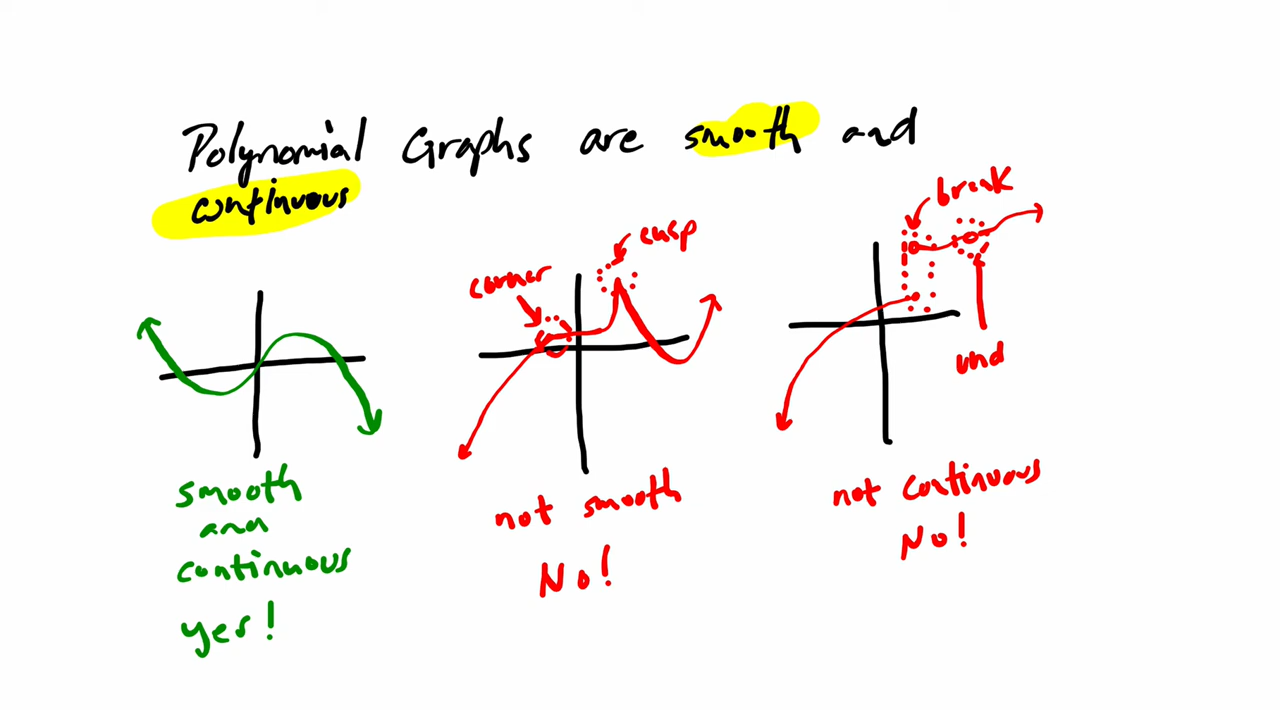 Polynomial Graphs are smooth and
continuous
break
cusp
corner
und
smooth
and
continuous
yes!
not smooth
No!
not continuous
No!